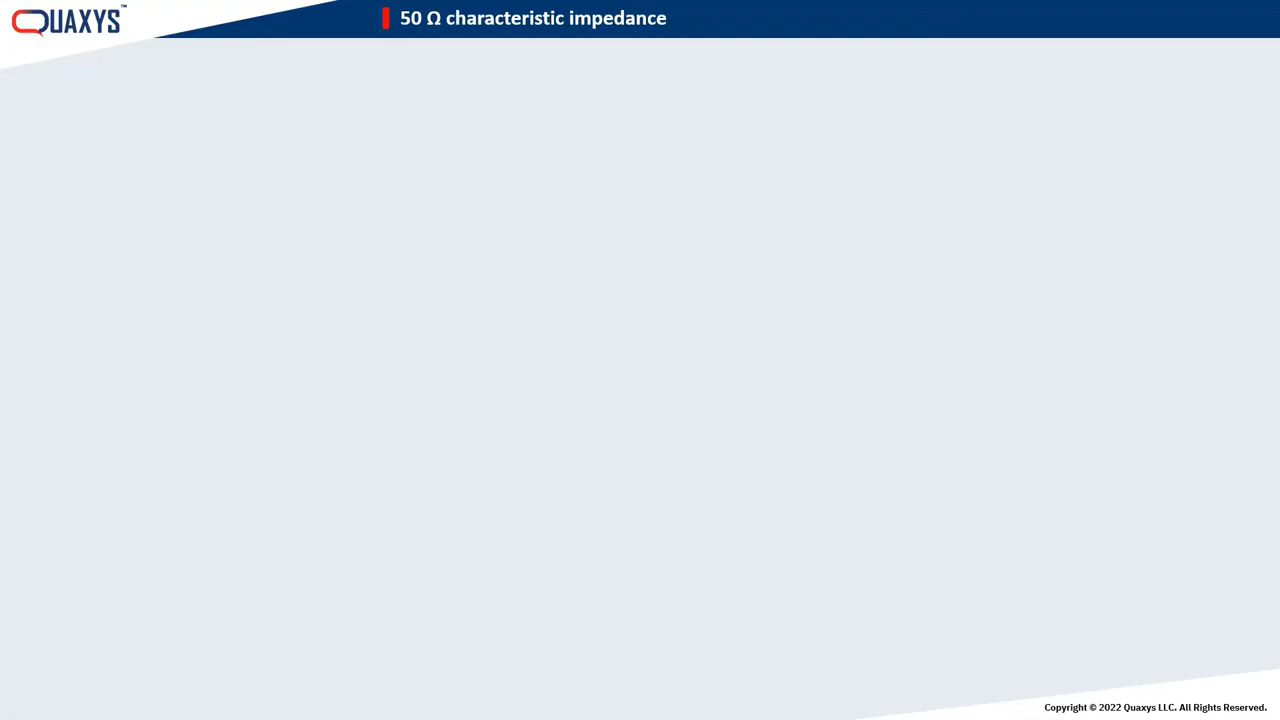 QUAXYS™
50 Ω characteristic impedance
Copyright © 2022 Quaxys LLC. All Rights Reserved.